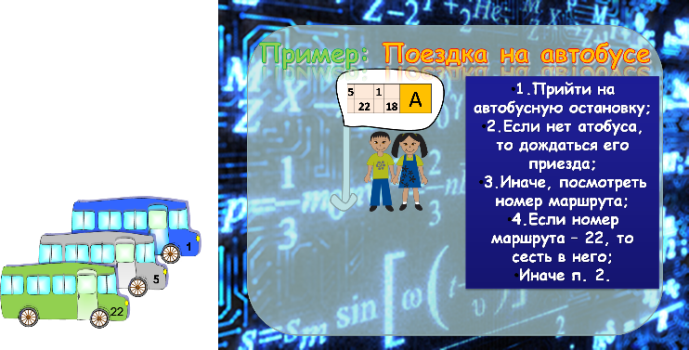 Пример: Поездка на автобусе
5 1 А
22 18
•1.Прийти на
автобусную остановку;
•2.Если нет атобуса,
то дождаться его
приезда;
•3.Иначе, посмотреть
номер маршрута;
•4.Если номер
маршрута – 22, то
сесть в него;
•Иначе п. 2.
1
5
22